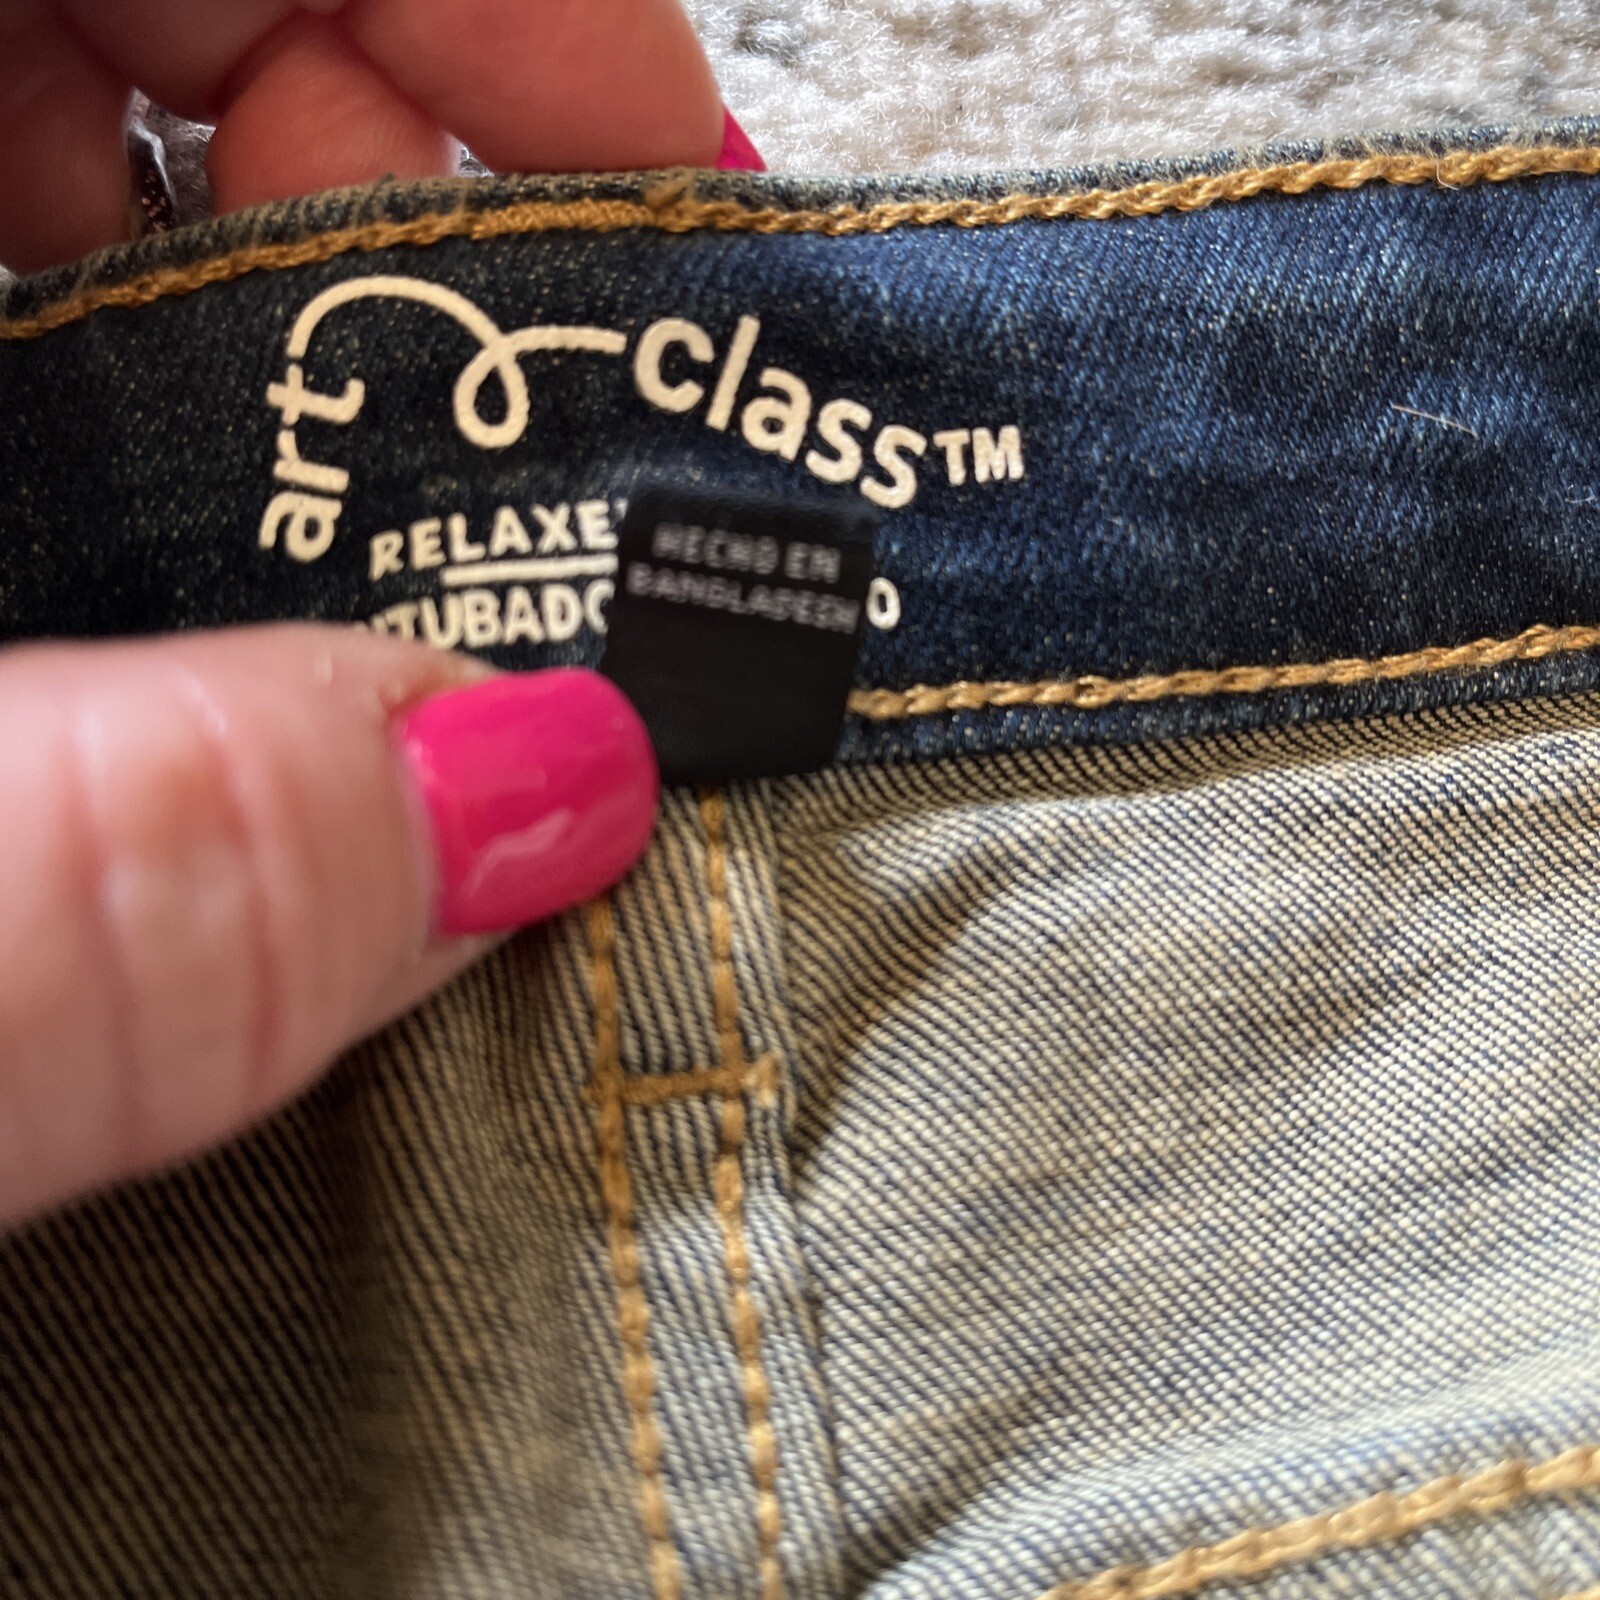 art class™
RELAXE
TUBADO
HECHO EN
BANGLADESH